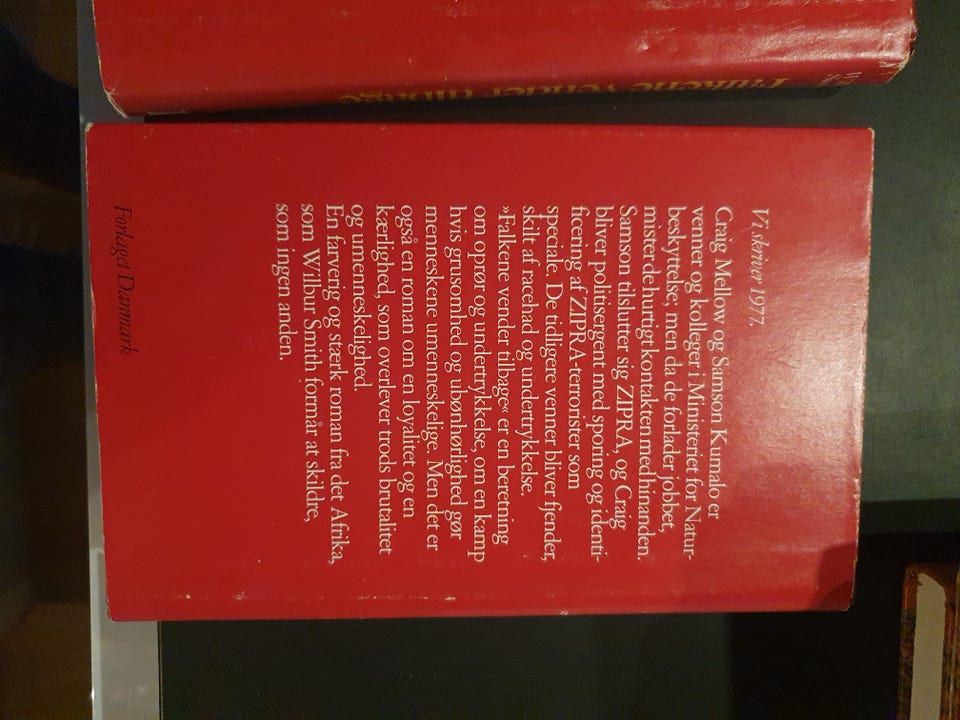 Falkene vender tilbage
Vi skriver 1977.
Craig Mellow og Samson Kumalo er
venner og kolleger i Ministeriet for Natur-
beskyttelse; men da de forlader jobbet,
mister de hurtigt kontakten med hinanden.
Samson tilslutter sig ZIPRA, og Craig
bliver politisergent med sporing og identi-
ficering af ZIPRA-terrorister som
speciale. De tidligere venner bliver fjender,
skilt af racehad og undertrykkelse.
»Falkene vender tilbage« er en beretning
om oprør og undertrykkelse, om en kamp
hvis grusomhed og ubønhørlighed gør
menneskene umenneskelige. Men det er
også en roman om en loyalitet og en
kærlighed, som overlever trods brutalitet
og umenneskelighed.
En farverig og stærk roman fra det Afrika,
som Wilbur Smith formår at skildre,
som ingen anden.
Forlaget Danmark